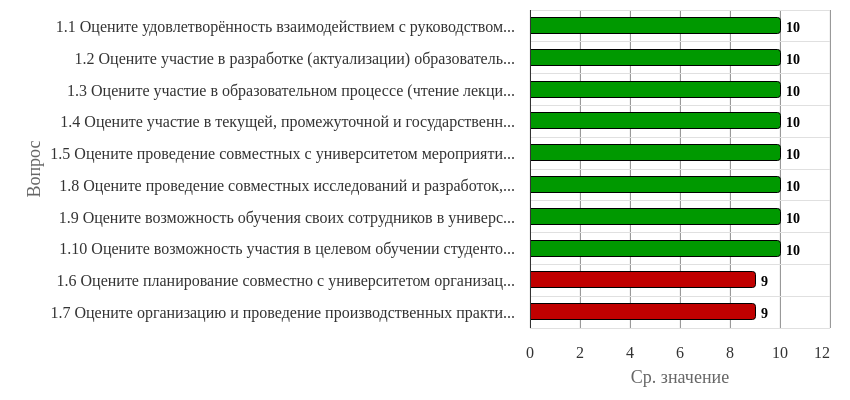 1.1 Оцените удовлетворённость взаимодействием с руководством... 10
1.2 Оцените участие в разработке (актуализации) образователь... 10
1.3 Оцените участие в образовательном процессе (чтение лекци... 10
1.4 Оцените участие в текущей, промежуточной и государственн... 10
1.5 Оцените проведение совместных с университетом мероприяти... 10
1.8 Оцените проведение совместных исследований и разработок,... 10
1.9 Оцените возможность обучения своих сотрудников в универс... 10
1.10 Оцените возможность участия в целевом обучении студенто... 10
1.6 Оцените планирование совместно с университетом организац... 9
1.7 Оцените организацию и проведение производственных практи... 9
Вопрос
0 2 4 6 8 10 12
Ср. значение